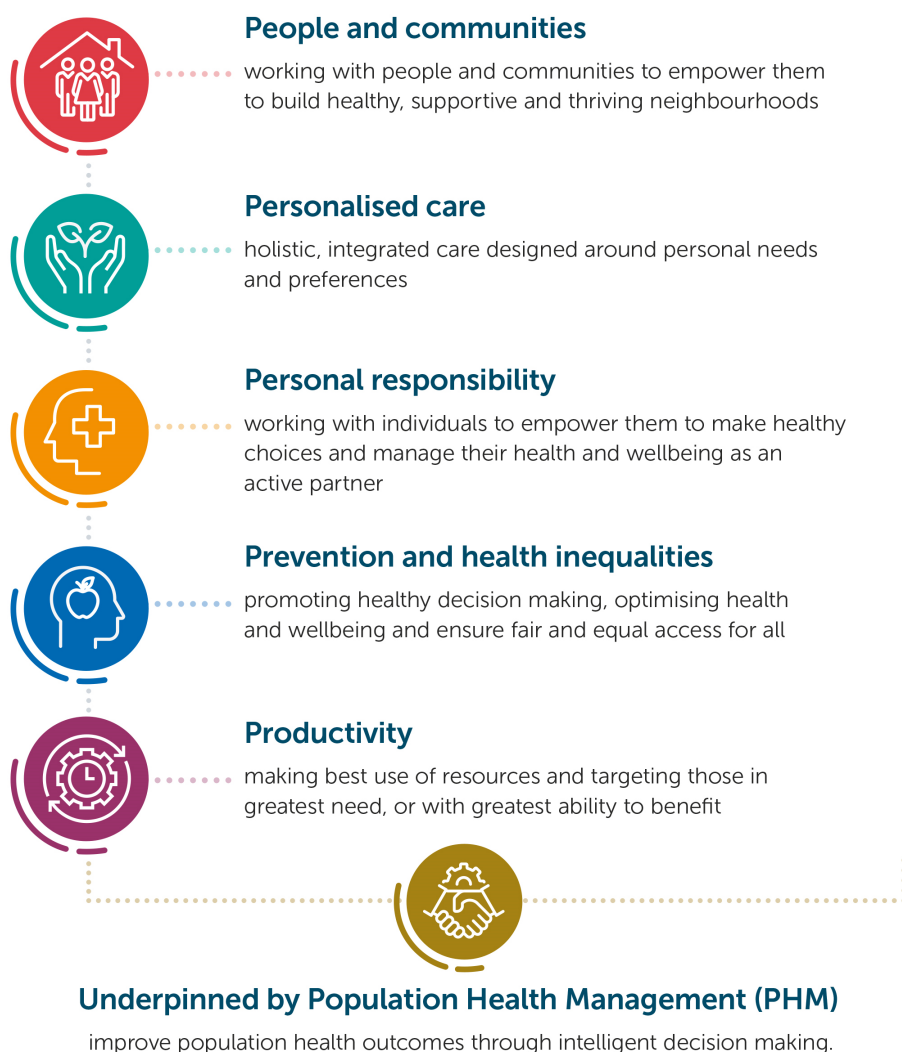 People and communities
working with people and communities to empower them
to build healthy, supportive and thriving neighbourhoods
Personalised care
holistic, integrated care designed around personal needs
and preferences
Personal responsibility
working with individuals to empower them to make healthy
choices and manage their health and wellbeing as an
active partner
Prevention and health inequalities
promoting healthy decision making, optimising health
and wellbeing and ensure fair and equal access for all
Productivity
making best use of resources and targeting those in
greatest need, or with greatest ability to benefit
Underpinned by Population Health Management (PHM)
improve population health outcomes through intelligent decision making.